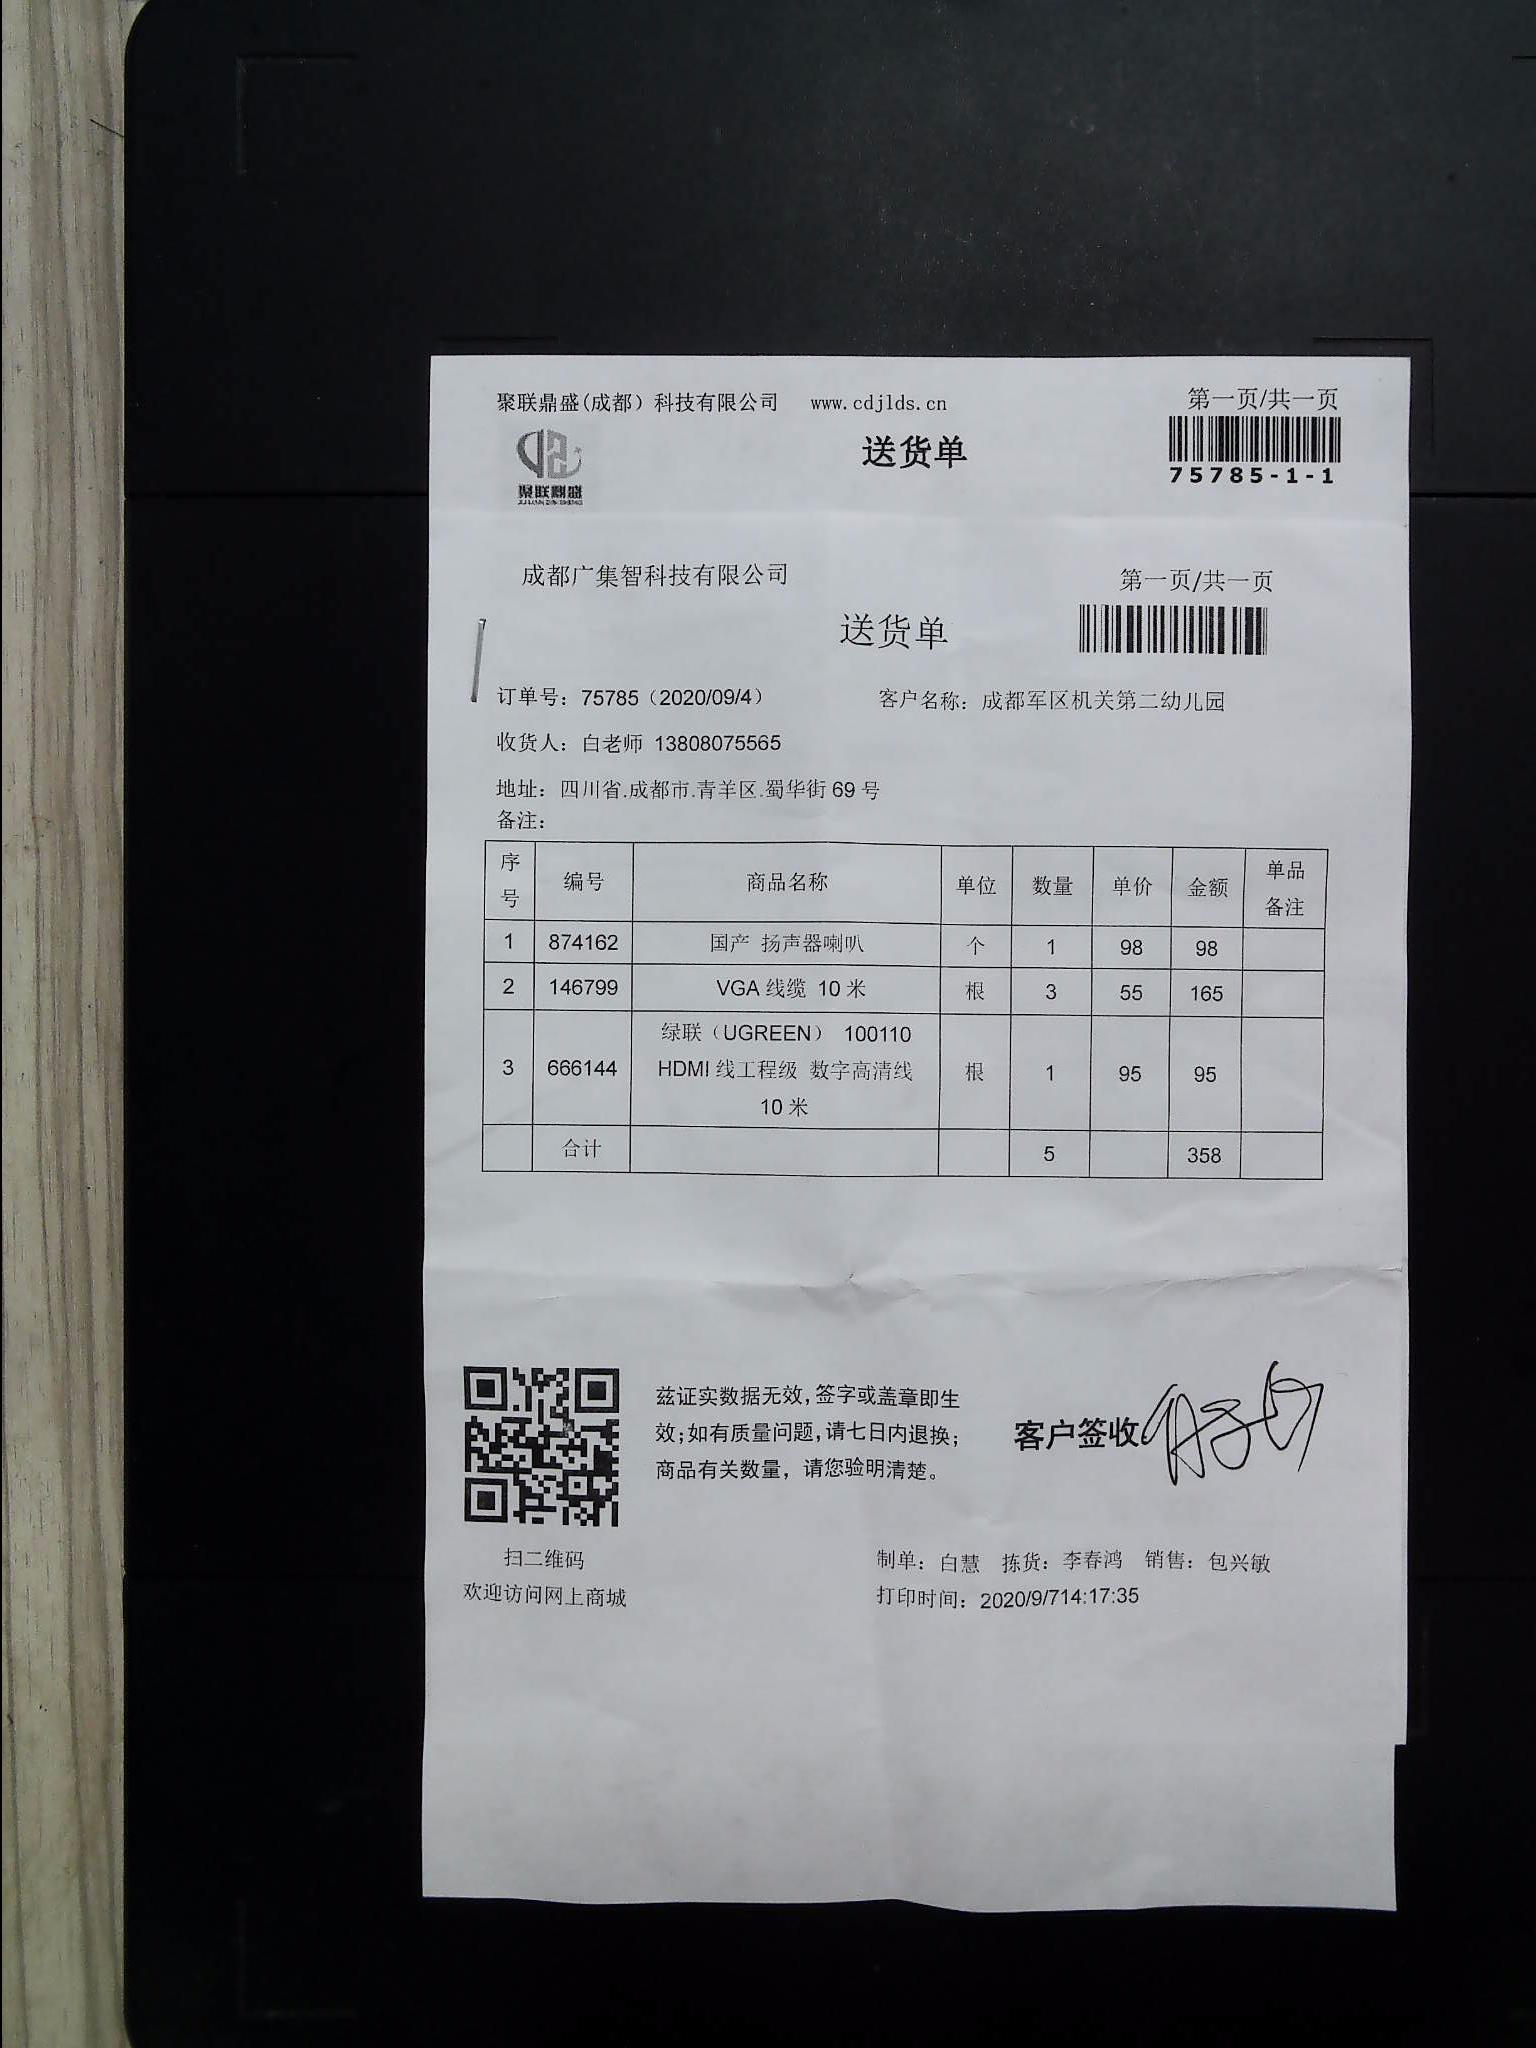 聚联鼎盛(成都）科技有限公司 www.cdjlds.cn 第一页/共一页
送货单
聚联鼎盛
75785-1-1
成都广集智科技有限公司 第一页/共一页
送货单
订单号：75785（2020/09/4） 客户名称：成都军区机关第二幼儿园
收货人：白老师 13808075565
地址：四川省.成都市.青羊区.蜀华街 69 号
备注：
序号 编号 商品名称 单位 数量 单价 金额 单品备注
1 874162 国产 扬声器喇叭 个 1 98 98
2 146799 VGA 线缆 10 米 根 3 55 165
3 666144 绿联（UGREEN） 100110 HDMI 线工程级 数字高清线 10 米 根 1 95 95
合计 5 358
兹证实数据无效，签字或盖章即生
效；如有质量问题，请七日内退换；
商品有关数量，请您验明清楚。
客户签收
扫二维码
欢迎访问网上商城
制单：白慧 拣货：李春鸿 销售：包兴敏
打印时间：2020/9/714:17:35